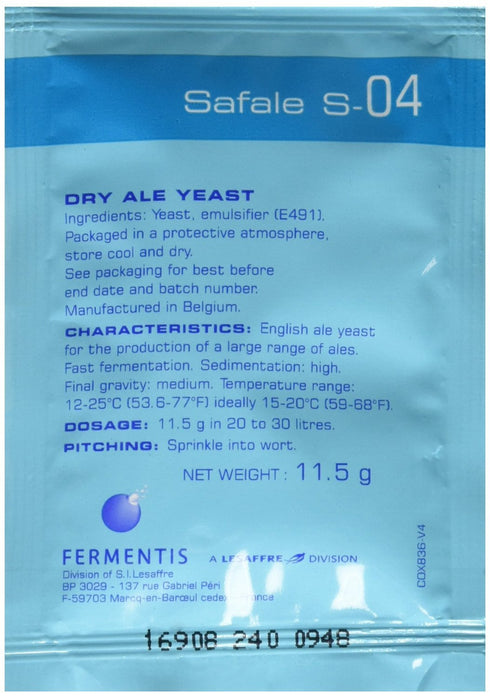 Safale S-04
DRY ALE YEAST
Ingredients: Yeast, emulsifier (E491).
Packaged in a protective atmosphere,
store cool and dry.
See packaging for best before
end date and batch number.
Manufactured in Belgium.
CHARACTERISTICS: English ale yeast
for the production of a large range of ales.
Fast fermentation. Sedimentation: high.
Final gravity: medium. Temperature range:
12-25°C (53.6-77°F) ideally 15-20°C (59-68°F).
DOSAGE: 11.5 g in 20 to 30 litres.
PITCHING: Sprinkle into wort.
NET WEIGHT : 11.5 g
FERMENTIS A LESAFFRE DIVISION
Division of S.I.Lesaffre
BP 3029 - 137 rue Gabriel Péri
F-59703 Marcq-en-Barœul cedex France
COX836-V4
16908 240 0948